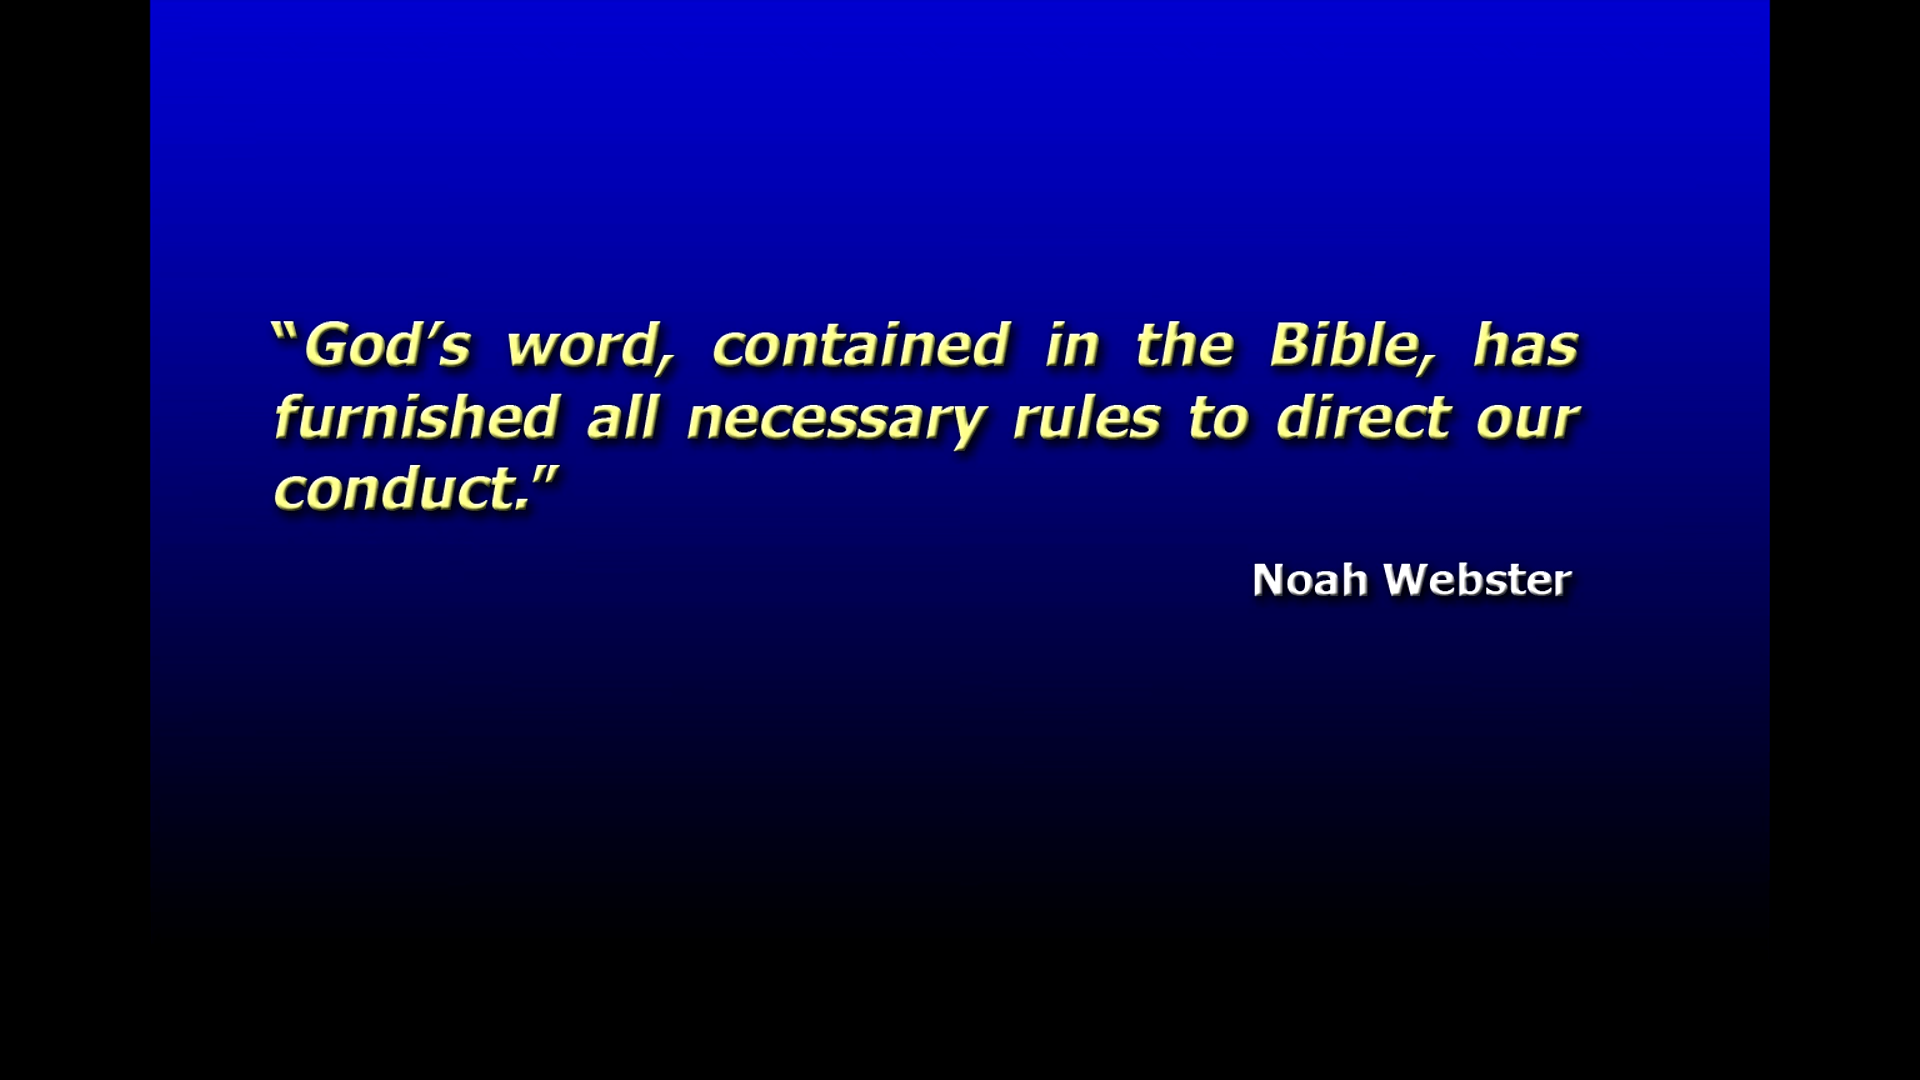 “God’s word, contained in the Bible, has
furnished all necessary rules to direct our
conduct.”
Noah Webster